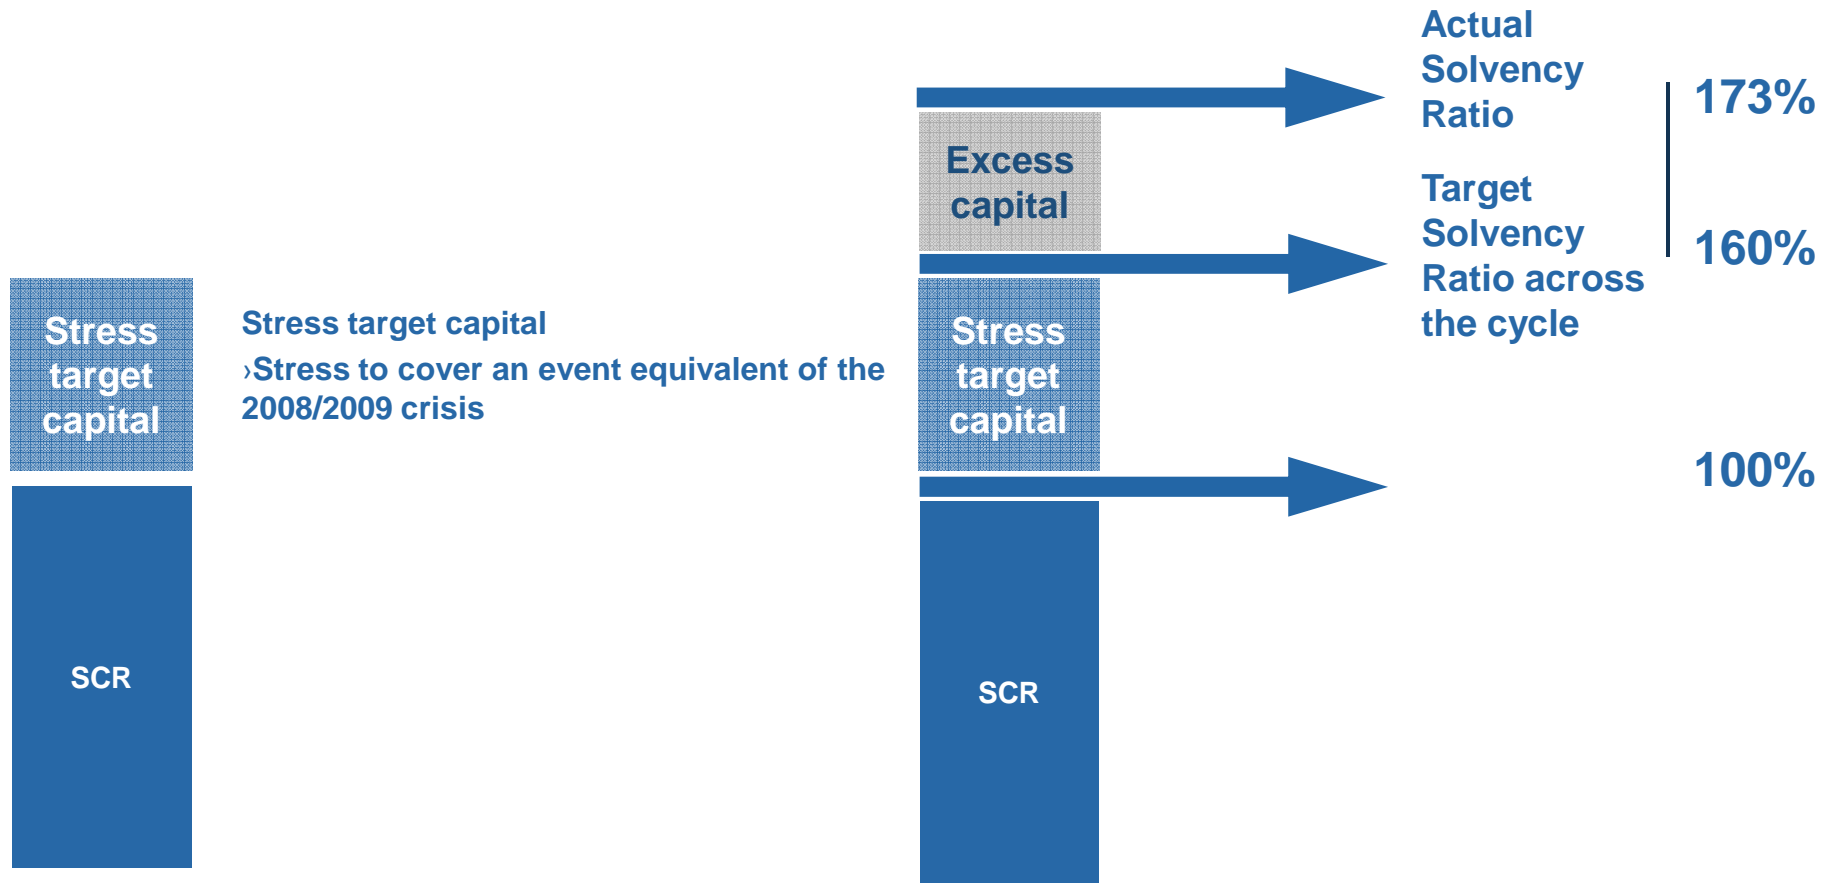 Stress
target
capital
SCR
Stress target capital
›Stress to cover an event equivalent of the
2008/2009 crisis
Excess
capital
Stress
target
capital
SCR
Actual
Solvency
Ratio
173%
Target
Solvency
Ratio across
the cycle
160%
100%